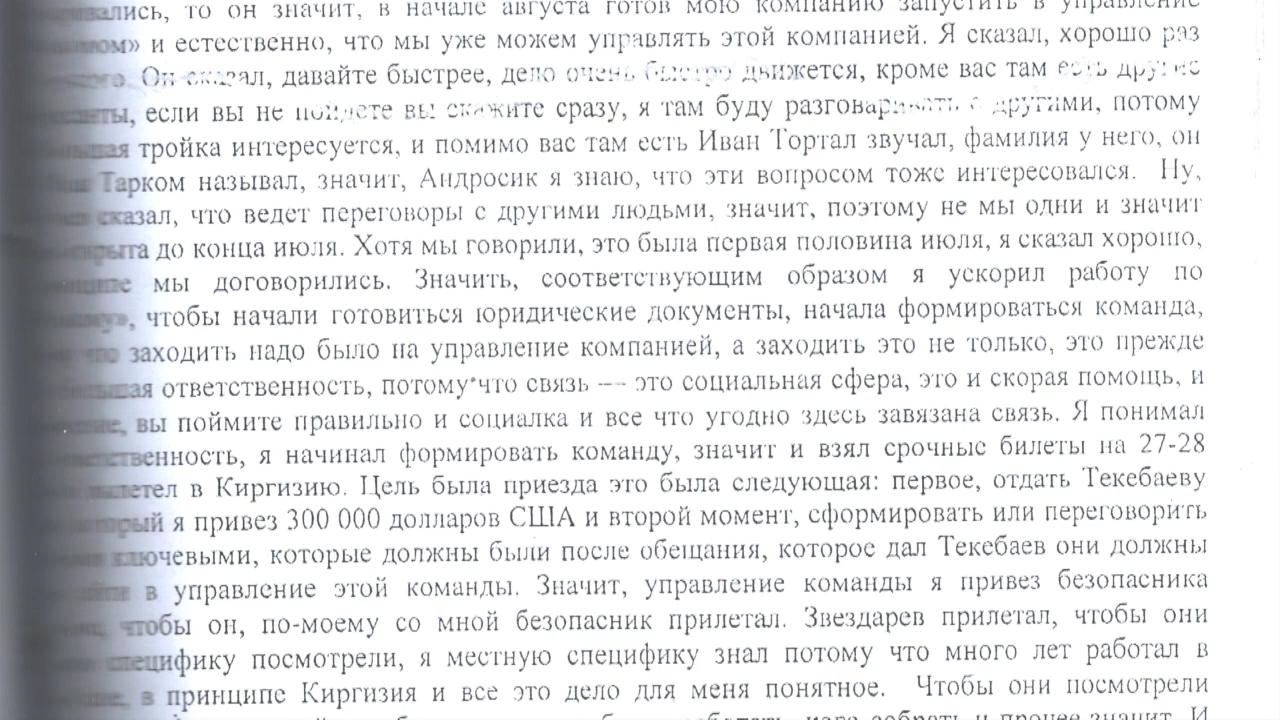 то он значит, в начале августа готов мою компанию запустить в управление
и естественно, что мы уже можем управлять этой компанией. Я сказал, хорошо раз
Он сказал, давайте быстрее, дело очень быстро движется, кроме вас там есть другие
если вы не пойдете вы скажите сразу, я там буду разговаривать с другими, потому
тройка интересуется, и помимо вас там есть Иван Тортал звучал, фамилия у него, он
Тарком называл, значит, Андросик я знаю, что эти вопросом тоже интересовался. Ну,
сказал, что ведет переговоры с другими людьми, значит, поэтому не мы одни и значит
до конца июля. Хотя мы говорили, это была первая половина июля, я сказал хорошо,
мы договорились. Значить, соответствующим образом я ускорил работу по
чтобы начали готовиться юридические документы, начала формироваться команда,
что заходить надо было на управление компанией, а заходить это не только, это прежде
ответственность, потому что связь — это социальная сфера, это и скорая помощь, и
вы поймите правильно и социалка и все что угодно здесь завязана связь. Я понимал
я начинал формировать команду, значит и взял срочные билеты на 27-28
в Киргизию. Цель была приезда это была следующая: первое, отдать Текебаеву
я привез 300 000 долларов США и второй момент, сформировать или переговорить
ключевыми, которые должны были после обещания, которое дал Текебаев они должны
в управление этой команды. Значит, управление команды я привез безопасника
чтобы он, по-моему со мной безопасник прилетал. Звездарев прилетал, чтобы они
специфику посмотрели, я местную специфику знал потому что много лет работал в
в принципе Киргизия и все это дело для меня понятное. Чтобы они посмотрели